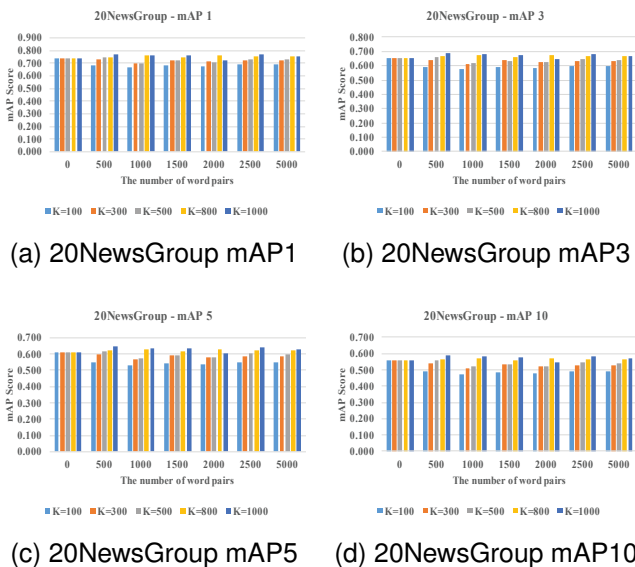 20NewsGroup - mAP 1
0.900
0.800
0.700
0.600
0.500
0.400
0.300
0.200
0.100
0.000
mAP Score
0 500 1000 1500 2000 2500 5000
The number of word pairs
K=100 K=300 K=500 K=800 K=1000
(a) 20NewsGroup mAP1
20NewsGroup - mAP 3
0.800
0.700
0.600
0.500
0.400
0.300
0.200
0.100
0.000
mAP Score
0 500 1000 1500 2000 2500 5000
The number of word pairs
K=100 K=300 K=500 K=800 K=1000
(b) 20NewsGroup mAP3
20NewsGroup - mAP 5
0.700
0.600
0.500
0.400
0.300
0.200
0.100
0.000
mAP Score
0 500 1000 1500 2000 2500 5000
The number of word pairs
K=100 K=300 K=500 K=800 K=1000
(c) 20NewsGroup mAP5
20NewsGroup - mAP 10
0.700
0.600
0.500
0.400
0.300
0.200
0.100
0.000
mAP Score
0 500 1000 1500 2000 2500 5000
The number of word pairs
K=100 K=300 K=500 K=800 K=1000
(d) 20NewsGroup mAP10